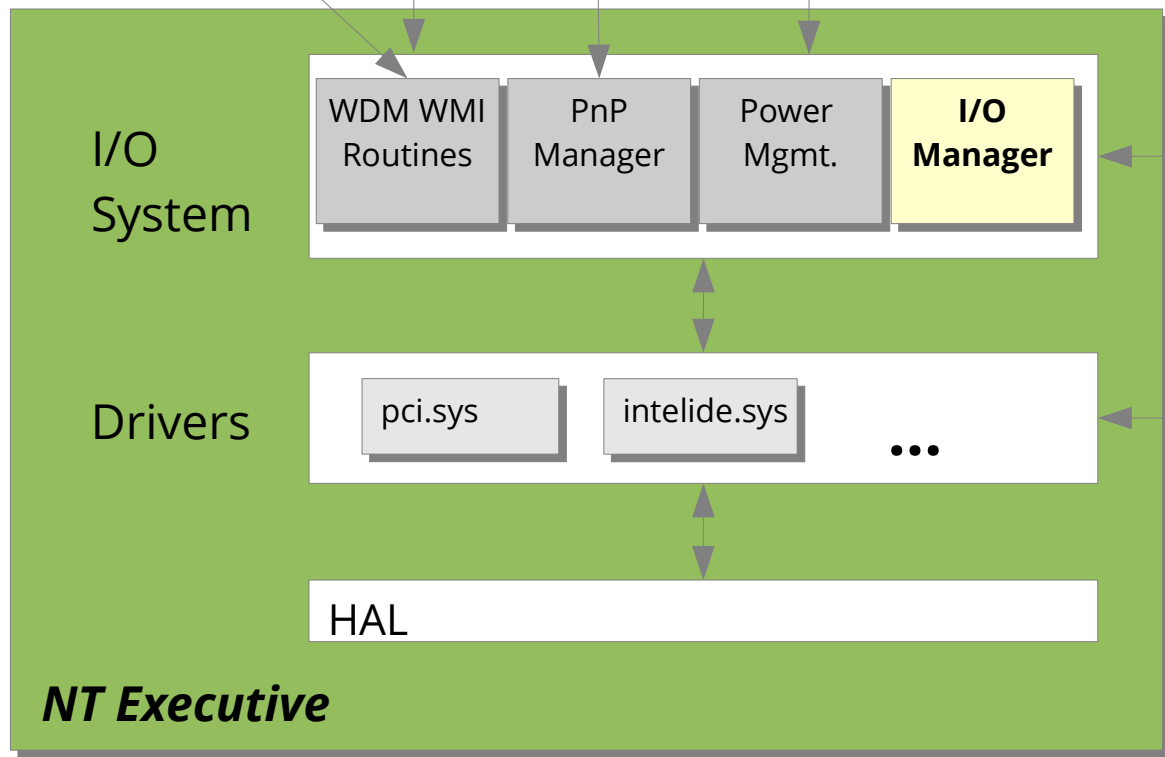 I/O
System
WDM WMI
Routines
PnP
Manager
Power
Mgmt.
I/O
Manager
Drivers
pci.sys
intelide.sys
...
HAL
NT Executive